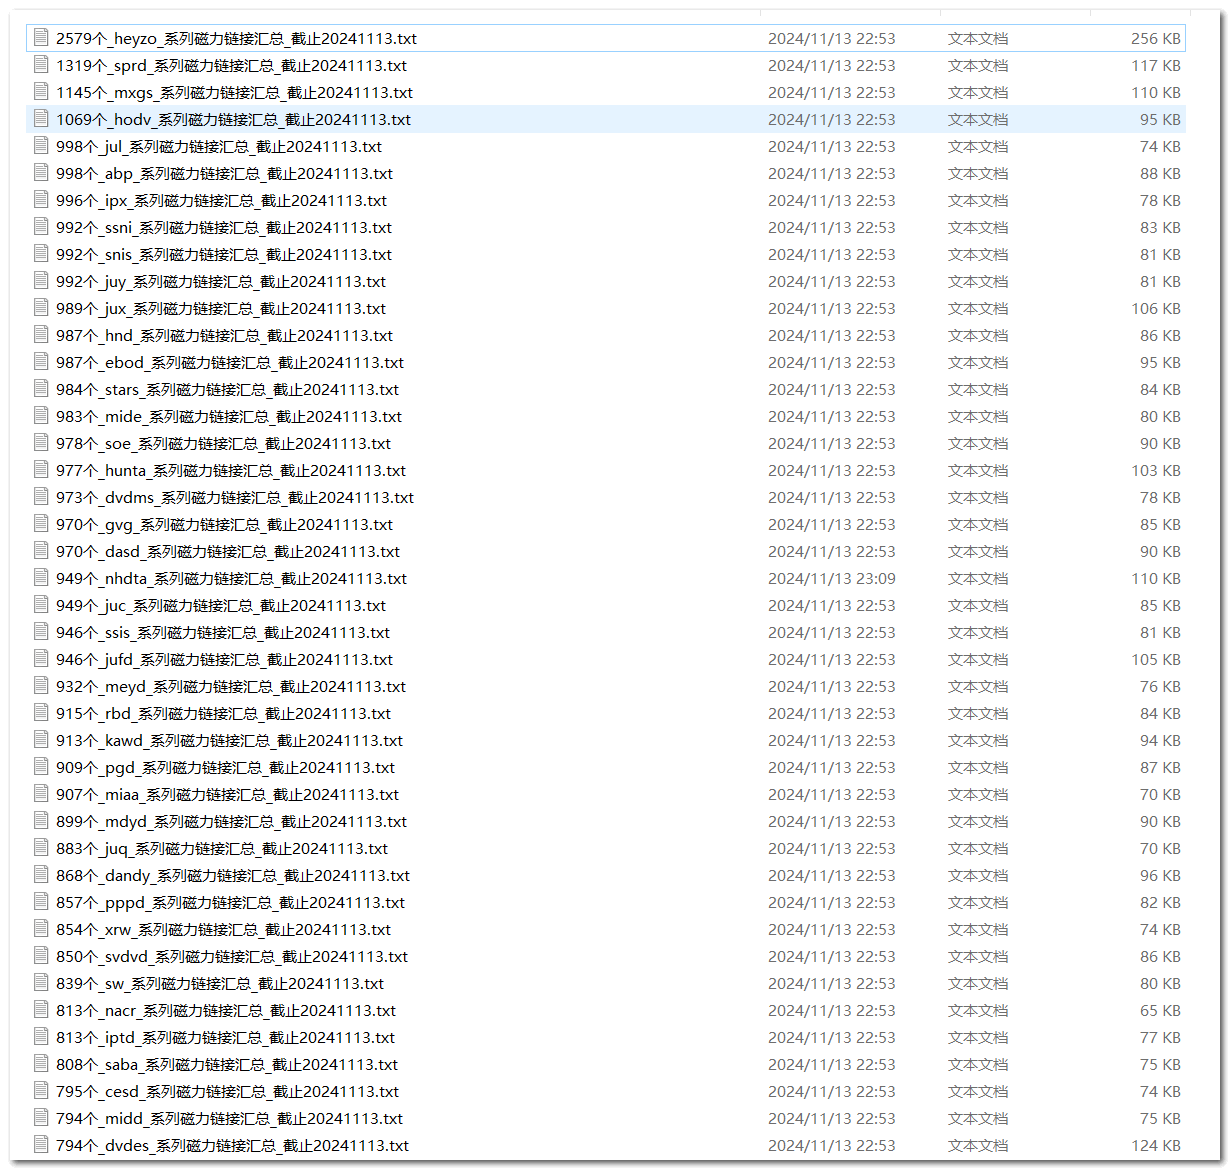 2579个_heyzo_系列磁力链接汇总_截止20241113.txt 2024/11/13 22:53 文本文档 256 KB
1319个_sprd_系列磁力链接汇总_截止20241113.txt 2024/11/13 22:53 文本文档 117 KB
1145个_mxgs_系列磁力链接汇总_截止20241113.txt 2024/11/13 22:53 文本文档 110 KB
1069个_hodv_系列磁力链接汇总_截止20241113.txt 2024/11/13 22:53 文本文档 95 KB
998个_jul_系列磁力链接汇总_截止20241113.txt 2024/11/13 22:53 文本文档 74 KB
998个_abp_系列磁力链接汇总_截止20241113.txt 2024/11/13 22:53 文本文档 88 KB
996个_ipx_系列磁力链接汇总_截止20241113.txt 2024/11/13 22:53 文本文档 78 KB
992个_ssni_系列磁力链接汇总_截止20241113.txt 2024/11/13 22:53 文本文档 83 KB
992个_snis_系列磁力链接汇总_截止20241113.txt 2024/11/13 22:53 文本文档 81 KB
992个_juy_系列磁力链接汇总_截止20241113.txt 2024/11/13 22:53 文本文档 81 KB
989个_jux_系列磁力链接汇总_截止20241113.txt 2024/11/13 22:53 文本文档 106 KB
987个_hnd_系列磁力链接汇总_截止20241113.txt 2024/11/13 22:53 文本文档 86 KB
987个_ebod_系列磁力链接汇总_截止20241113.txt 2024/11/13 22:53 文本文档 95 KB
984个_stars_系列磁力链接汇总_截止20241113.txt 2024/11/13 22:53 文本文档 84 KB
983个_mide_系列磁力链接汇总_截止20241113.txt 2024/11/13 22:53 文本文档 80 KB
978个_soe_系列磁力链接汇总_截止20241113.txt 2024/11/13 22:53 文本文档 90 KB
977个_hunta_系列磁力链接汇总_截止20241113.txt 2024/11/13 22:53 文本文档 103 KB
973个_dvdms_系列磁力链接汇总_截止20241113.txt 2024/11/13 22:53 文本文档 78 KB
970个_gvg_系列磁力链接汇总_截止20241113.txt 2024/11/13 22:53 文本文档 85 KB
970个_dasd_系列磁力链接汇总_截止20241113.txt 2024/11/13 22:53 文本文档 90 KB
949个_nhdta_系列磁力链接汇总_截止20241113.txt 2024/11/13 23:09 文本文档 110 KB
949个_juc_系列磁力链接汇总_截止20241113.txt 2024/11/13 22:53 文本文档 85 KB
946个_ssis_系列磁力链接汇总_截止20241113.txt 2024/11/13 22:53 文本文档 81 KB
946个_jufd_系列磁力链接汇总_截止20241113.txt 2024/11/13 22:53 文本文档 105 KB
932个_meyd_系列磁力链接汇总_截止20241113.txt 2024/11/13 22:53 文本文档 76 KB
915个_rbd_系列磁力链接汇总_截止20241113.txt 2024/11/13 22:53 文本文档 84 KB
913个_kawd_系列磁力链接汇总_截止20241113.txt 2024/11/13 22:53 文本文档 94 KB
909个_pgd_系列磁力链接汇总_截止20241113.txt 2024/11/13 22:53 文本文档 87 KB
907个_miaa_系列磁力链接汇总_截止20241113.txt 2024/11/13 22:53 文本文档 70 KB
899个_mdyd_系列磁力链接汇总_截止20241113.txt 2024/11/13 22:53 文本文档 90 KB
883个_juq_系列磁力链接汇总_截止20241113.txt 2024/11/13 22:53 文本文档 70 KB
868个_dandy_系列磁力链接汇总_截止20241113.txt 2024/11/13 22:53 文本文档 96 KB
857个_pppd_系列磁力链接汇总_截止20241113.txt 2024/11/13 22:53 文本文档 82 KB
854个_xrw_系列磁力链接汇总_截止20241113.txt 2024/11/13 22:53 文本文档 74 KB
850个_svdvd_系列磁力链接汇总_截止20241113.txt 2024/11/13 22:53 文本文档 86 KB
839个_sw_系列磁力链接汇总_截止20241113.txt 2024/11/13 22:53 文本文档 80 KB
813个_nacr_系列磁力链接汇总_截止20241113.txt 2024/11/13 22:53 文本文档 65 KB
813个_iptd_系列磁力链接汇总_截止20241113.txt 2024/11/13 22:53 文本文档 77 KB
808个_saba_系列磁力链接汇总_截止20241113.txt 2024/11/13 22:53 文本文档 75 KB
795个_cesd_系列磁力链接汇总_截止20241113.txt 2024/11/13 22:53 文本文档 74 KB
794个_midd_系列磁力链接汇总_截止20241113.txt 2024/11/13 22:53 文本文档 75 KB
794个_dvdes_系列磁力链接汇总_截止20241113.txt 2024/11/13 22:53 文本文档 124 KB